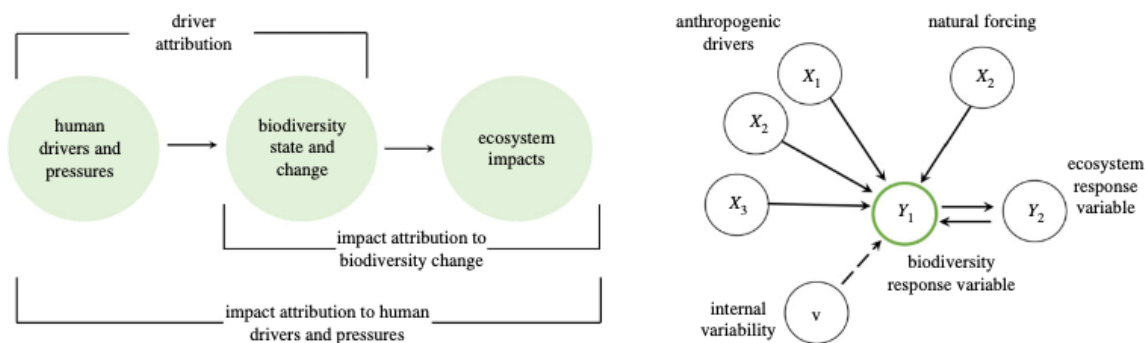 driver
attribution
human
drivers and
pressures
biodiversity
state and
change
ecosystem
impacts
impact attribution to
biodiversity change
impact attribution to human
drivers and pressures
anthropogenic
drivers
natural forcing
X1
X2
X2
X3
Y1
Y2
ecosystem
response
variable
biodiversity
response variable
internal
variability
v